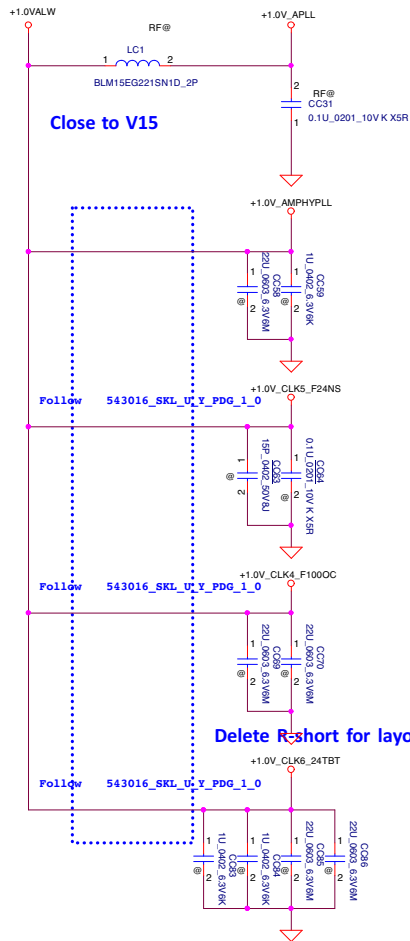 +1.0VALW
RF@
+1.0V_APLL
LC1
1
2
BLM15EG221SN1D_2P
2
RF@
CC31
1
0.1U_0201_10V K X5R
Close to V15
+1.0V_AMPHYPLL
1
CC58
22U_0603_6.3V6M
@
2
1
CC59
1U_0402_6.3V6K
2
+1.0V_CLK5_F24NS
Follow 543016_SKL_U_Y_PDG_1_0
1
CC63
15P_0402_50V8J
@
2
1
CC64
0.1U_0201_10V K X5R
@
2
+1.0V_CLK4_F100OC
Follow 543016_SKL_U_Y_PDG_1_0
1
CC69
22U_0603_6.3V6M
@
2
1
CC70
22U_0603_6.3V6M
@
2
Delete R-short for layo
+1.0V_CLK6_24TBT
Follow 543016_SKL_U_Y_PDG_1_0
1
CC83
1U_0402_6.3V6K
@
2
1
CC84
1U_0402_6.3V6K
@
2
1
CC85
22U_0603_6.3V6M
@
2
1
CC86
22U_0603_6.3V6M
@
2